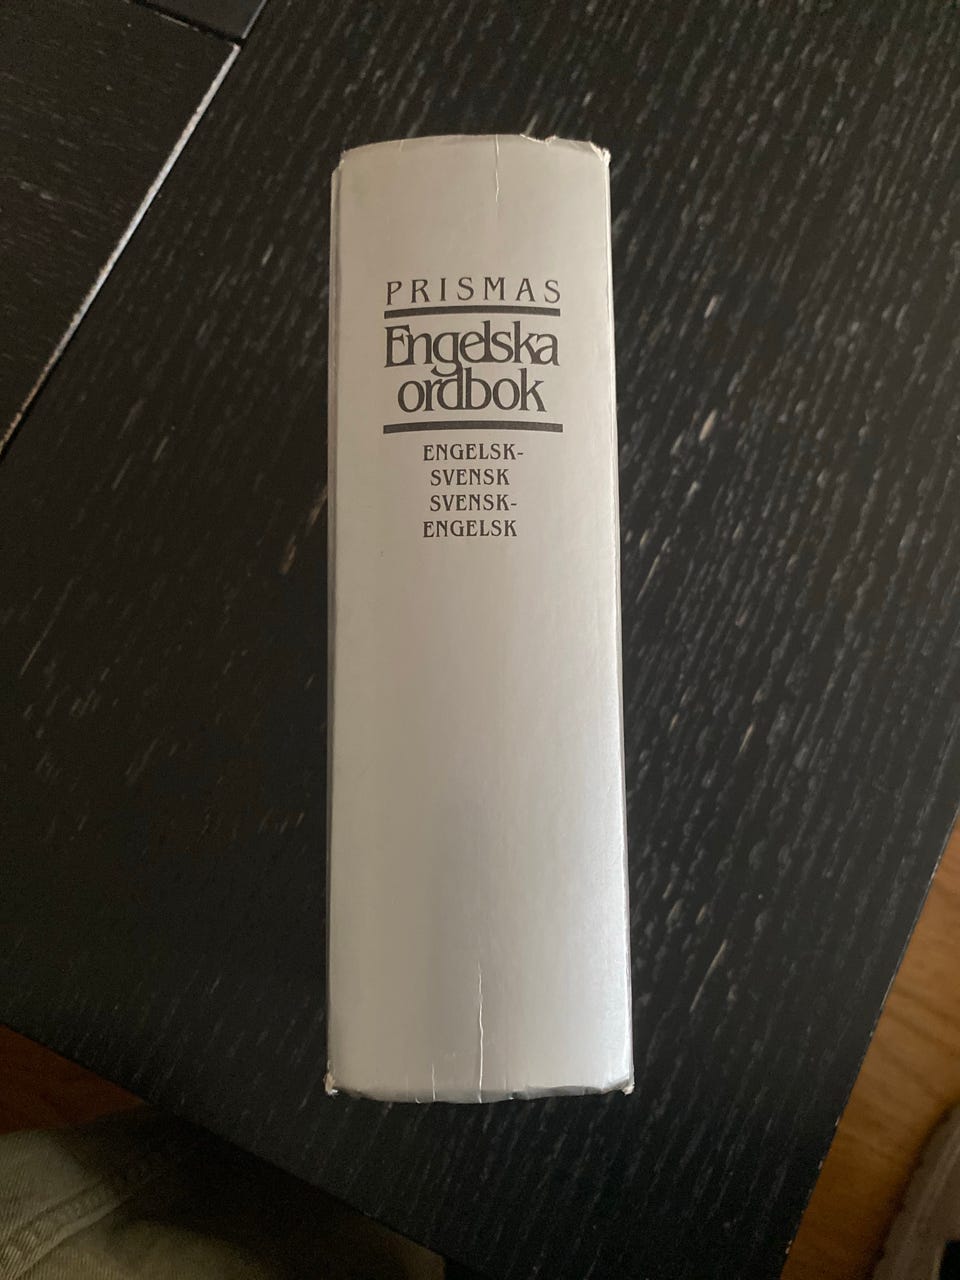 PRISMAS
Engelska
ordbok
ENGELSK-
SVENSK
SVENSK-
ENGELSK